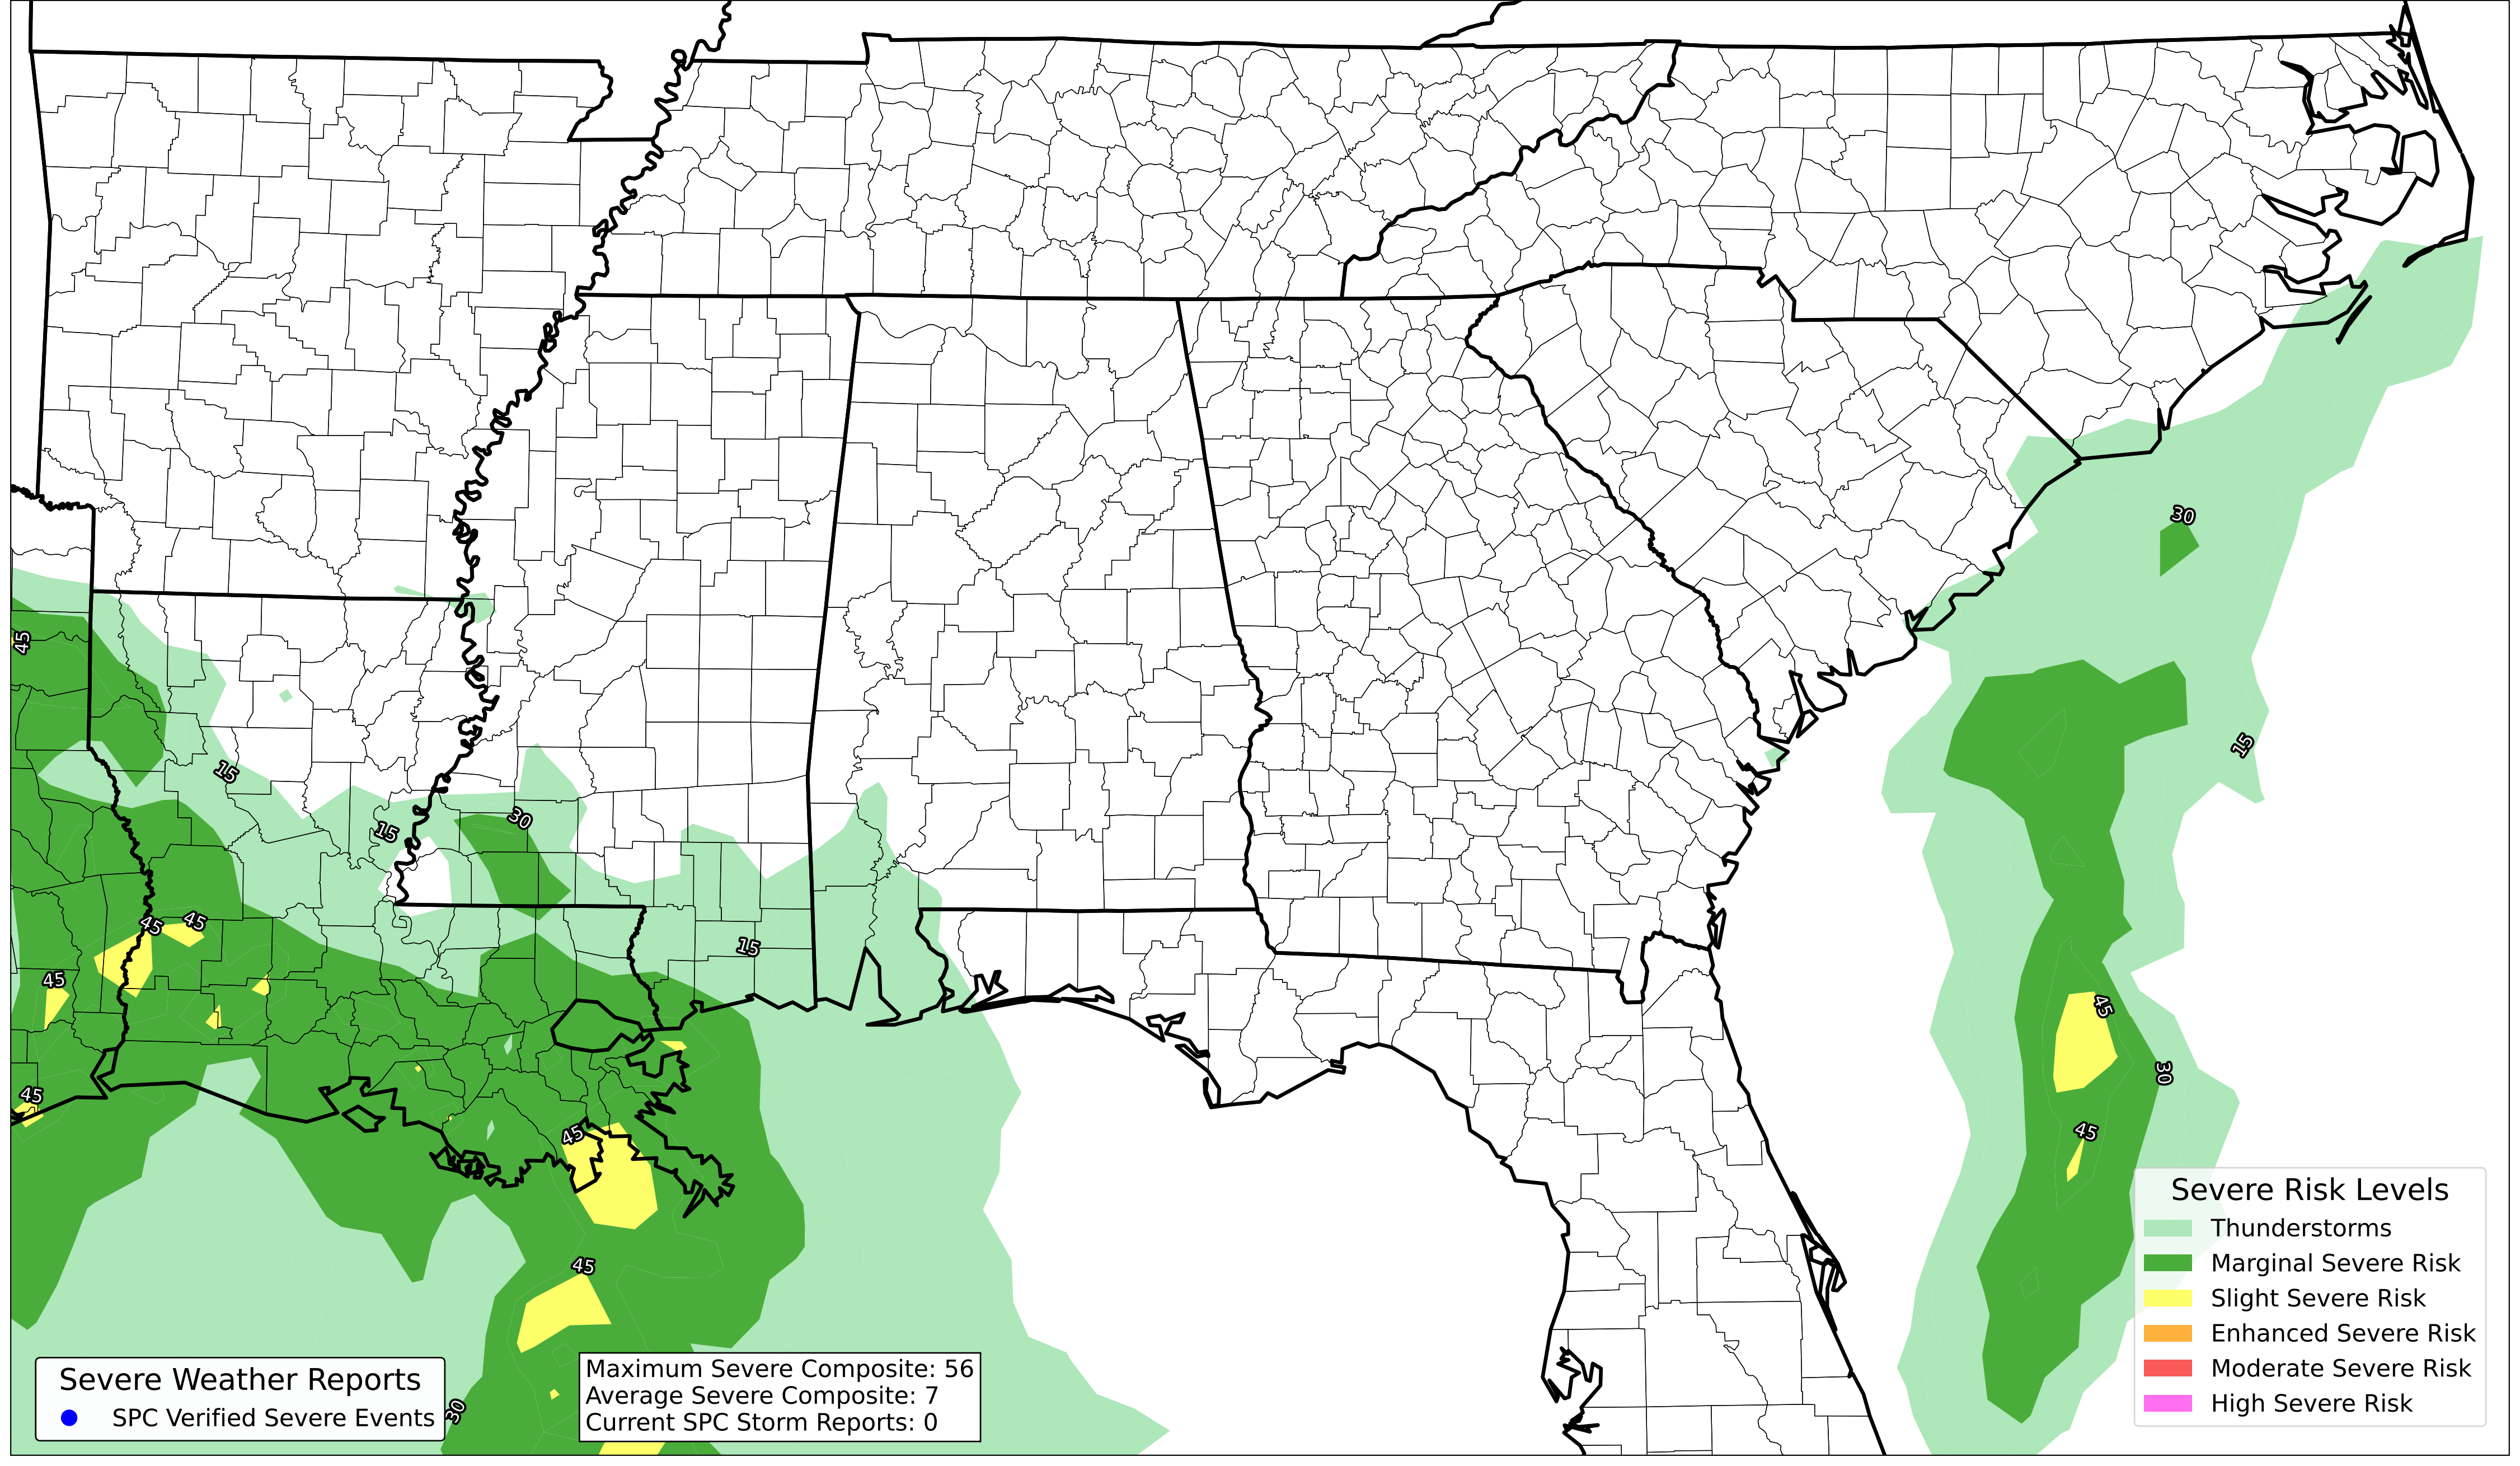 30
45
15
15
15
30
15
45
45
45
45
30
45
45
45
45
30
Severe Risk Levels
Thunderstorms
Marginal Severe Risk
Slight Severe Risk
Enhanced Severe Risk
Moderate Severe Risk
High Severe Risk
Severe Weather Reports
SPC Verified Severe Events
Maximum Severe Composite: 56
Average Severe Composite: 7
Current SPC Storm Reports: 0